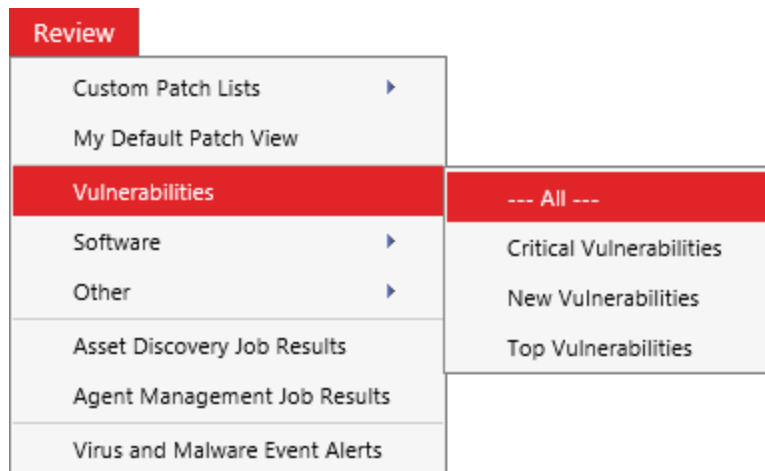 Review
Custom Patch Lists
My Default Patch View
Vulnerabilities
--- All ---
Software
Critical Vulnerabilities
Other
New Vulnerabilities
Asset Discovery Job Results
Top Vulnerabilities
Agent Management Job Results
Virus and Malware Event Alerts